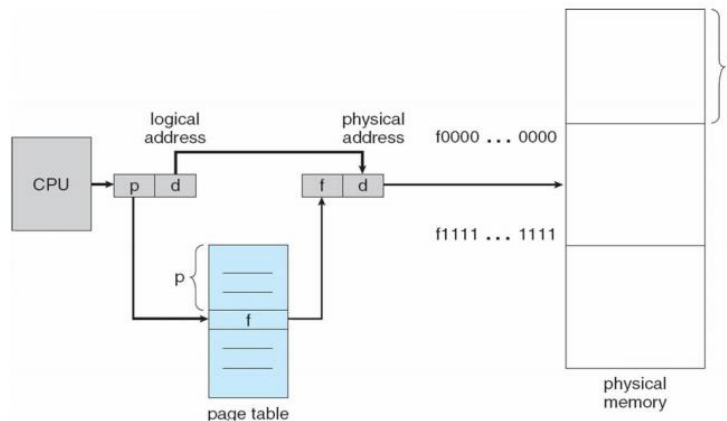 logical
address
physical
address
f0000 ... 0000
CPU
p
d
f
d
f1111 ... 1111
p
f
page table
physical
memory